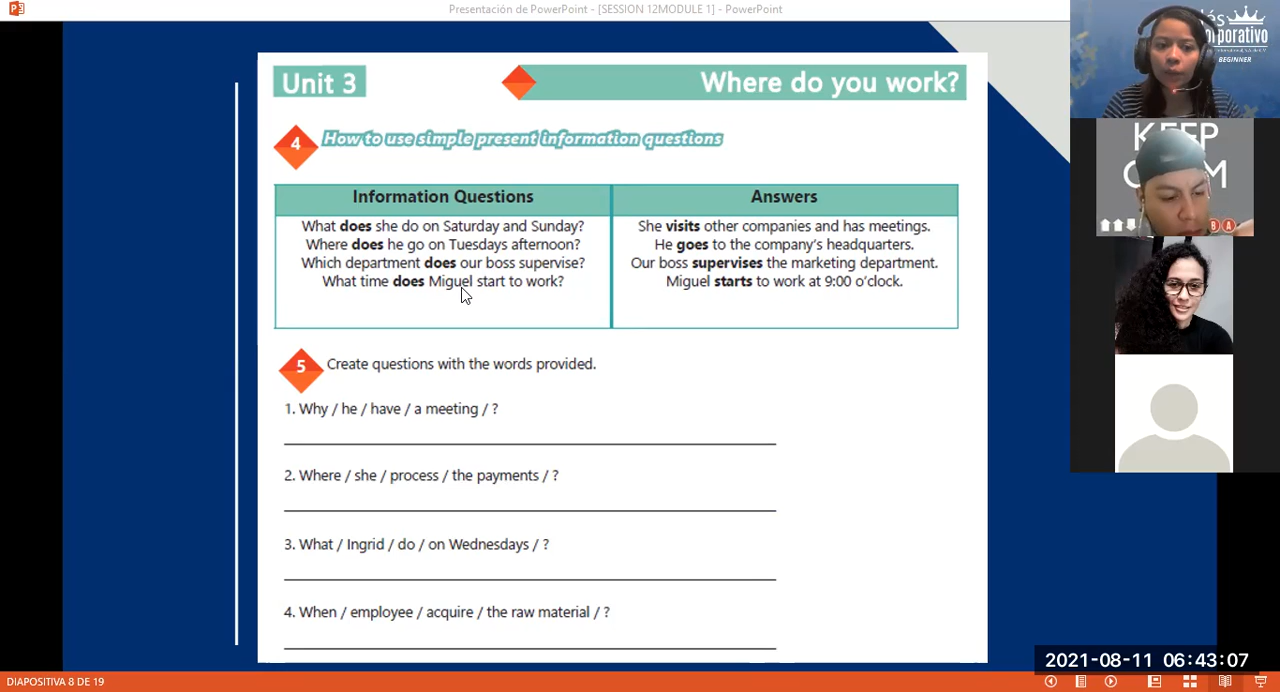 Presentación de PowerPoint - [SESSION 12MODULE 1] - PowerPoint
Unit 3
Where do you work?
4
How to use simple present information questions
Information Questions
Answers
What does she do on Saturday and Sunday?
She visits other companies and has meetings.
Where does he go on Tuesdays afternoon?
He goes to the company's headquarters.
Which department does our boss supervise?
Our boss supervises the marketing department.
What time does Miguel start to work?
Miguel starts to work at 9:00 o'clock.
5
Create questions with the words provided.
1. Why / he / have / a meeting / ?
2. Where / she / process / the payments / ?
3. What / Ingrid / do / on Wednesdays / ?
4. When / employee / acquire / the raw material / ?
BEGINNER
KEEP
2021-08-11 06:43:07
DIAPOSITIVA 8 DE 19